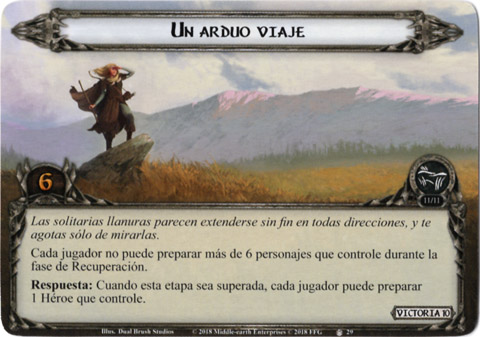 Un arduo viaje
6
11/11
Las solitarias llanuras parecen extenderse sin fin en todas direcciones, y te
agotas sólo de mirarlas.
Cada jugador no puede preparar más de 6 personajes que controle durante la
fase de Recuperación.
Respuesta: Cuando esta etapa sea superada, cada jugador puede preparar
1 Héroe que controle.
Victoria 10
Illus. Dual Brush Studios © 2018 Middle-earth Enterprises © 2018 FFG 29